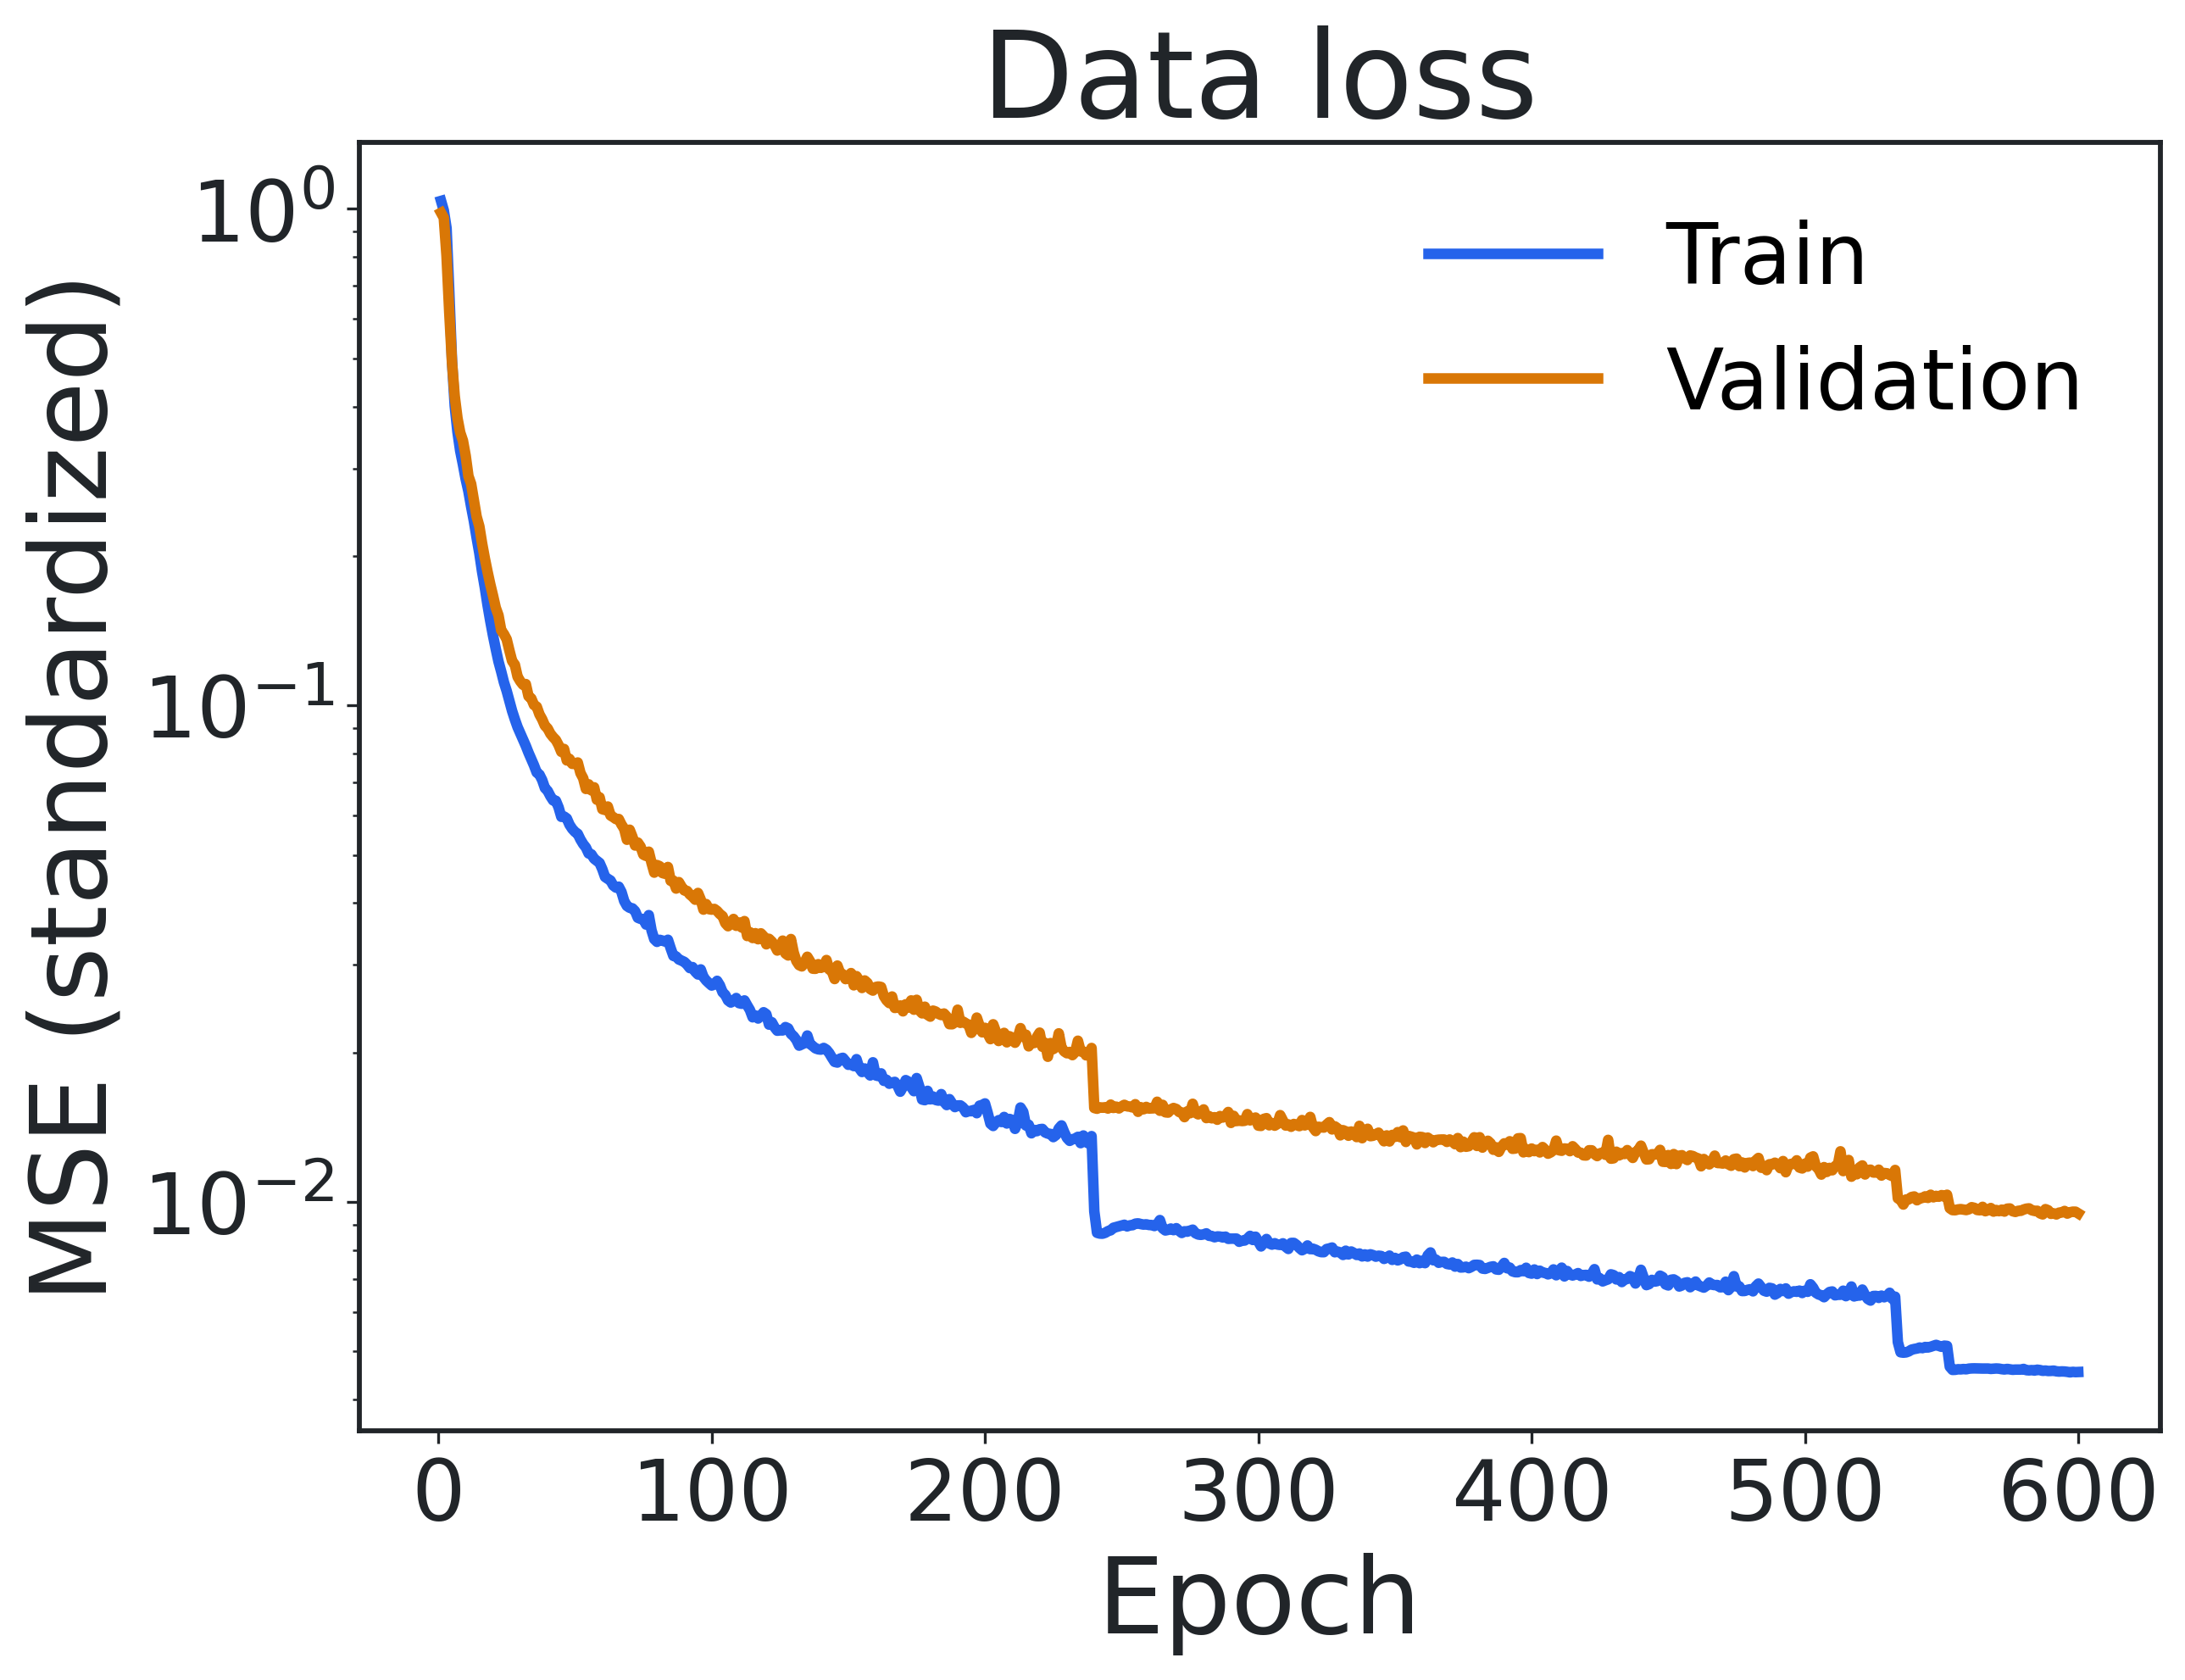 Data loss
MSE (standardized)
10⁰
10⁻¹
10⁻²
Train
Validation
0 100 200 300 400 500 600
Epoch